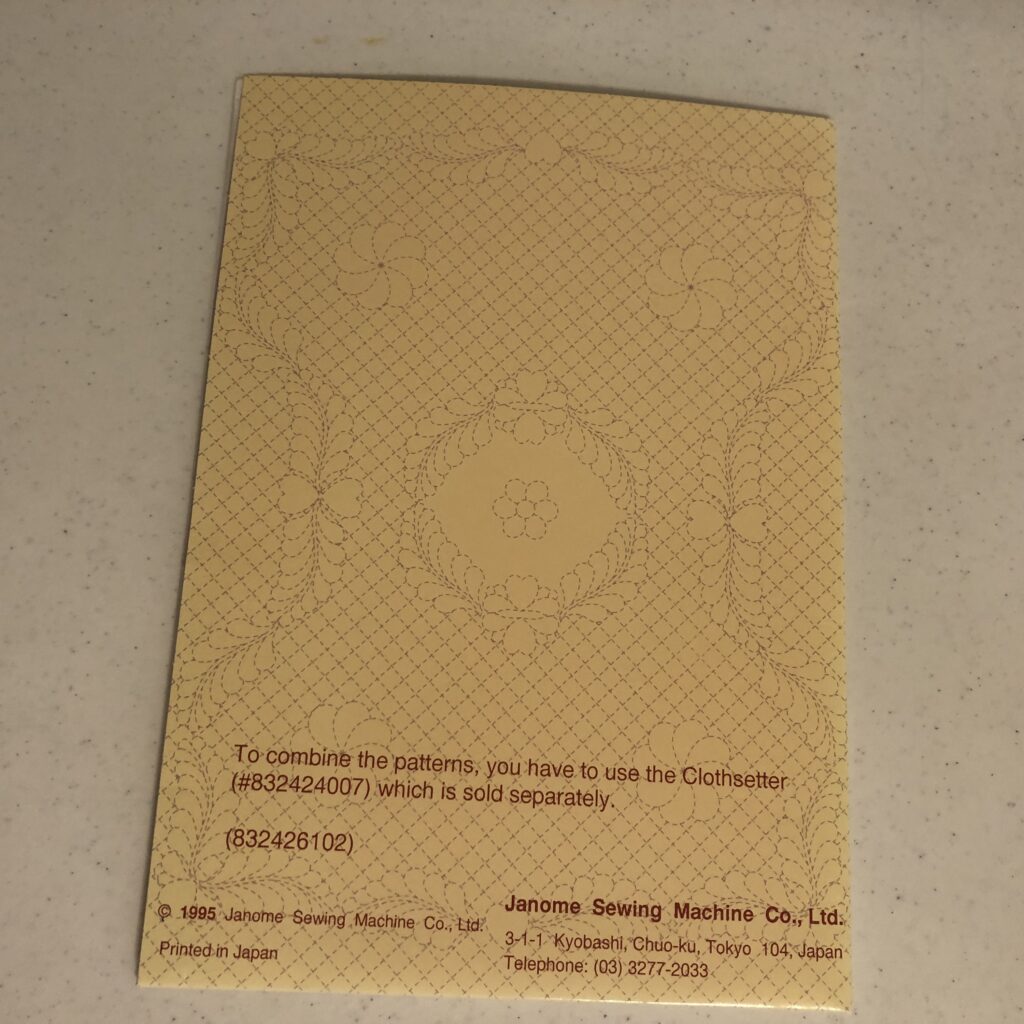 To combine the patterns, you have to use the Clothsetter
(#832424007) which is sold separately.
(832426102)
© 1995 Janome Sewing Machine Co., Ltd.
Printed in Japan
Janome Sewing Machine Co., Ltd.
3-1-1 Kyobashi, Chuo-ku, Tokyo 104, Japan
Telephone: (03) 3277-2033